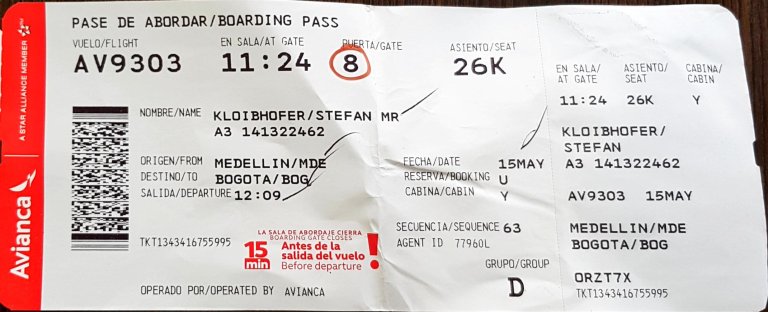 PASE DE ABORDAR/BOARDING PASS
VUELO/FLIGHT EN SALA/AT GATE PUERTA/GATE ASIENTO/SEAT
AV9303 11:24 8 26K
NOMBRE/NAME KLOIBHOFER/STEFAN MR
A3 141322462
ORIGEN/FROM MEDELLIN/MDE
DESTINO/TO BOGOTA/BOG
SALIDA/DEPARTURE 12:09
FECHA/DATE 15MAY
RESERVA/BOOKING U
CABINA/CABIN Y
SECUENCIA/SEQUENCE 63
AGENT ID 77960L
GRUPO/GROUP
D
TKT1343416755995
LA SALA DE ABORDAJE CIERRA
BOARDING GATE CLOSES
15 min
Antes de la
salida del vuelo
Before departure
!
OPERADO POR/OPERATED BY AVIANCA
EN SALA/ ASIENTO/ CABINA/
AT GATE SEAT CABIN
11:24 26K Y
KLOIBHOFER/
STEFAN
A3 141322462
AV9303 15MAY
MEDELLIN/MDE
BOGOTA/BOG
ORZT7X
TKT1343416755995
Avianca
A STAR ALLIANCE MEMBER